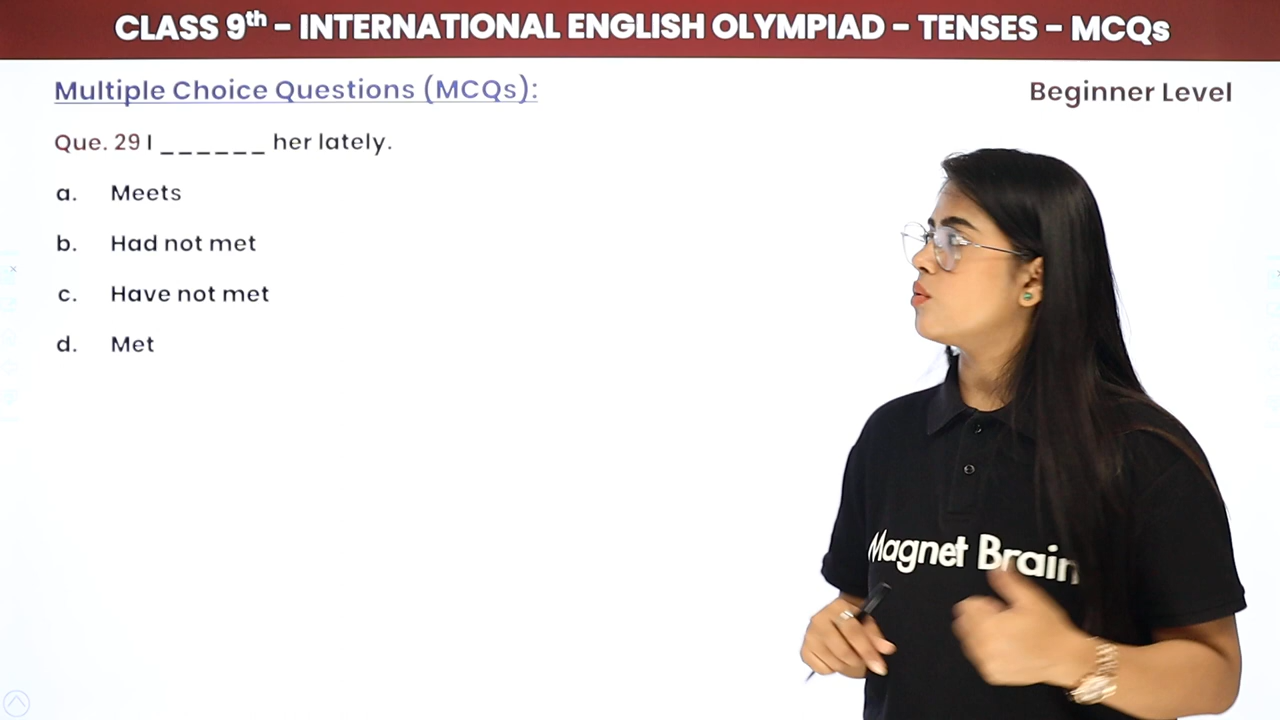 CLASS 9th - INTERNATIONAL ENGLISH OLYMPIAD - TENSES - MCQs
Multiple Choice Questions (MCQs):
Beginner Level
Que. 29 I ______ her lately.
a. Meets
b. Had not met
c. Have not met
d. Met
Magnet Brain